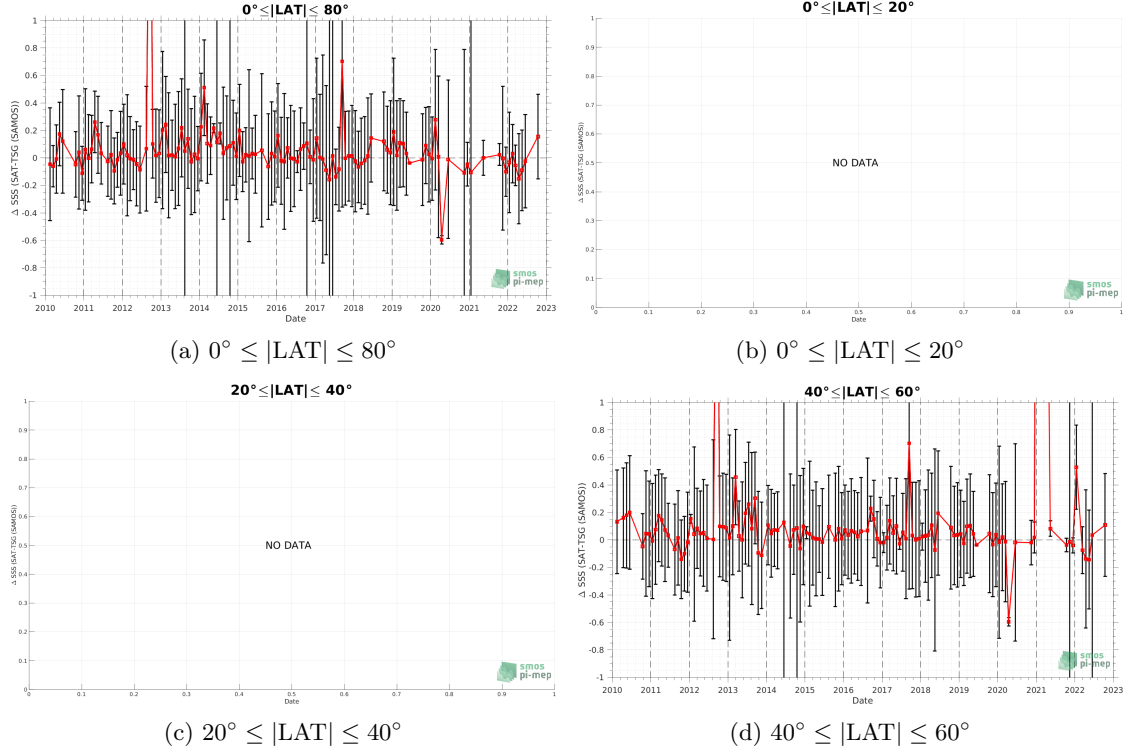 0°≤|LAT|≤ 80°
Δ SSS (SAT-TSG (SAMOS))
1
0.8
0.6
0.4
0.2
0
-0.2
-0.4
-0.6
-0.8
-1
2010 2011 2012 2013 2014 2015 2016 2017 2018 2019 2020 2021 2022 2023
Date
smos
pi-mep
(a) 0° ≤ |LAT| ≤ 80°
0°≤|LAT|≤ 20°
Δ SSS (SAT-TSG (SAMOS))
1
0.9
0.8
0.7
0.6
0.5
0.4
0.3
0.2
0.1
0
NO DATA
0 0.1 0.2 0.3 0.4 0.5 0.6 0.7 0.8 0.9 1
Date
smos
pi-mep
(b) 0° ≤ |LAT| ≤ 20°
20°≤|LAT|≤ 40°
Δ SSS (SAT-TSG (SAMOS))
1
0.9
0.8
0.7
0.6
0.5
0.4
0.3
0.2
0.1
0
NO DATA
0 0.1 0.2 0.3 0.4 0.5 0.6 0.7 0.8 0.9 1
Date
smos
pi-mep
(c) 20° ≤ |LAT| ≤ 40°
40°≤|LAT|≤ 60°
Δ SSS (SAT-TSG (SAMOS))
1
0.8
0.6
0.4
0.2
0
-0.2
-0.4
-0.6
-0.8
-1
2010 2011 2012 2013 2014 2015 2016 2017 2018 2019 2020 2021 2022 2023
Date
smos
pi-mep
(d) 40° ≤ |LAT| ≤ 60°